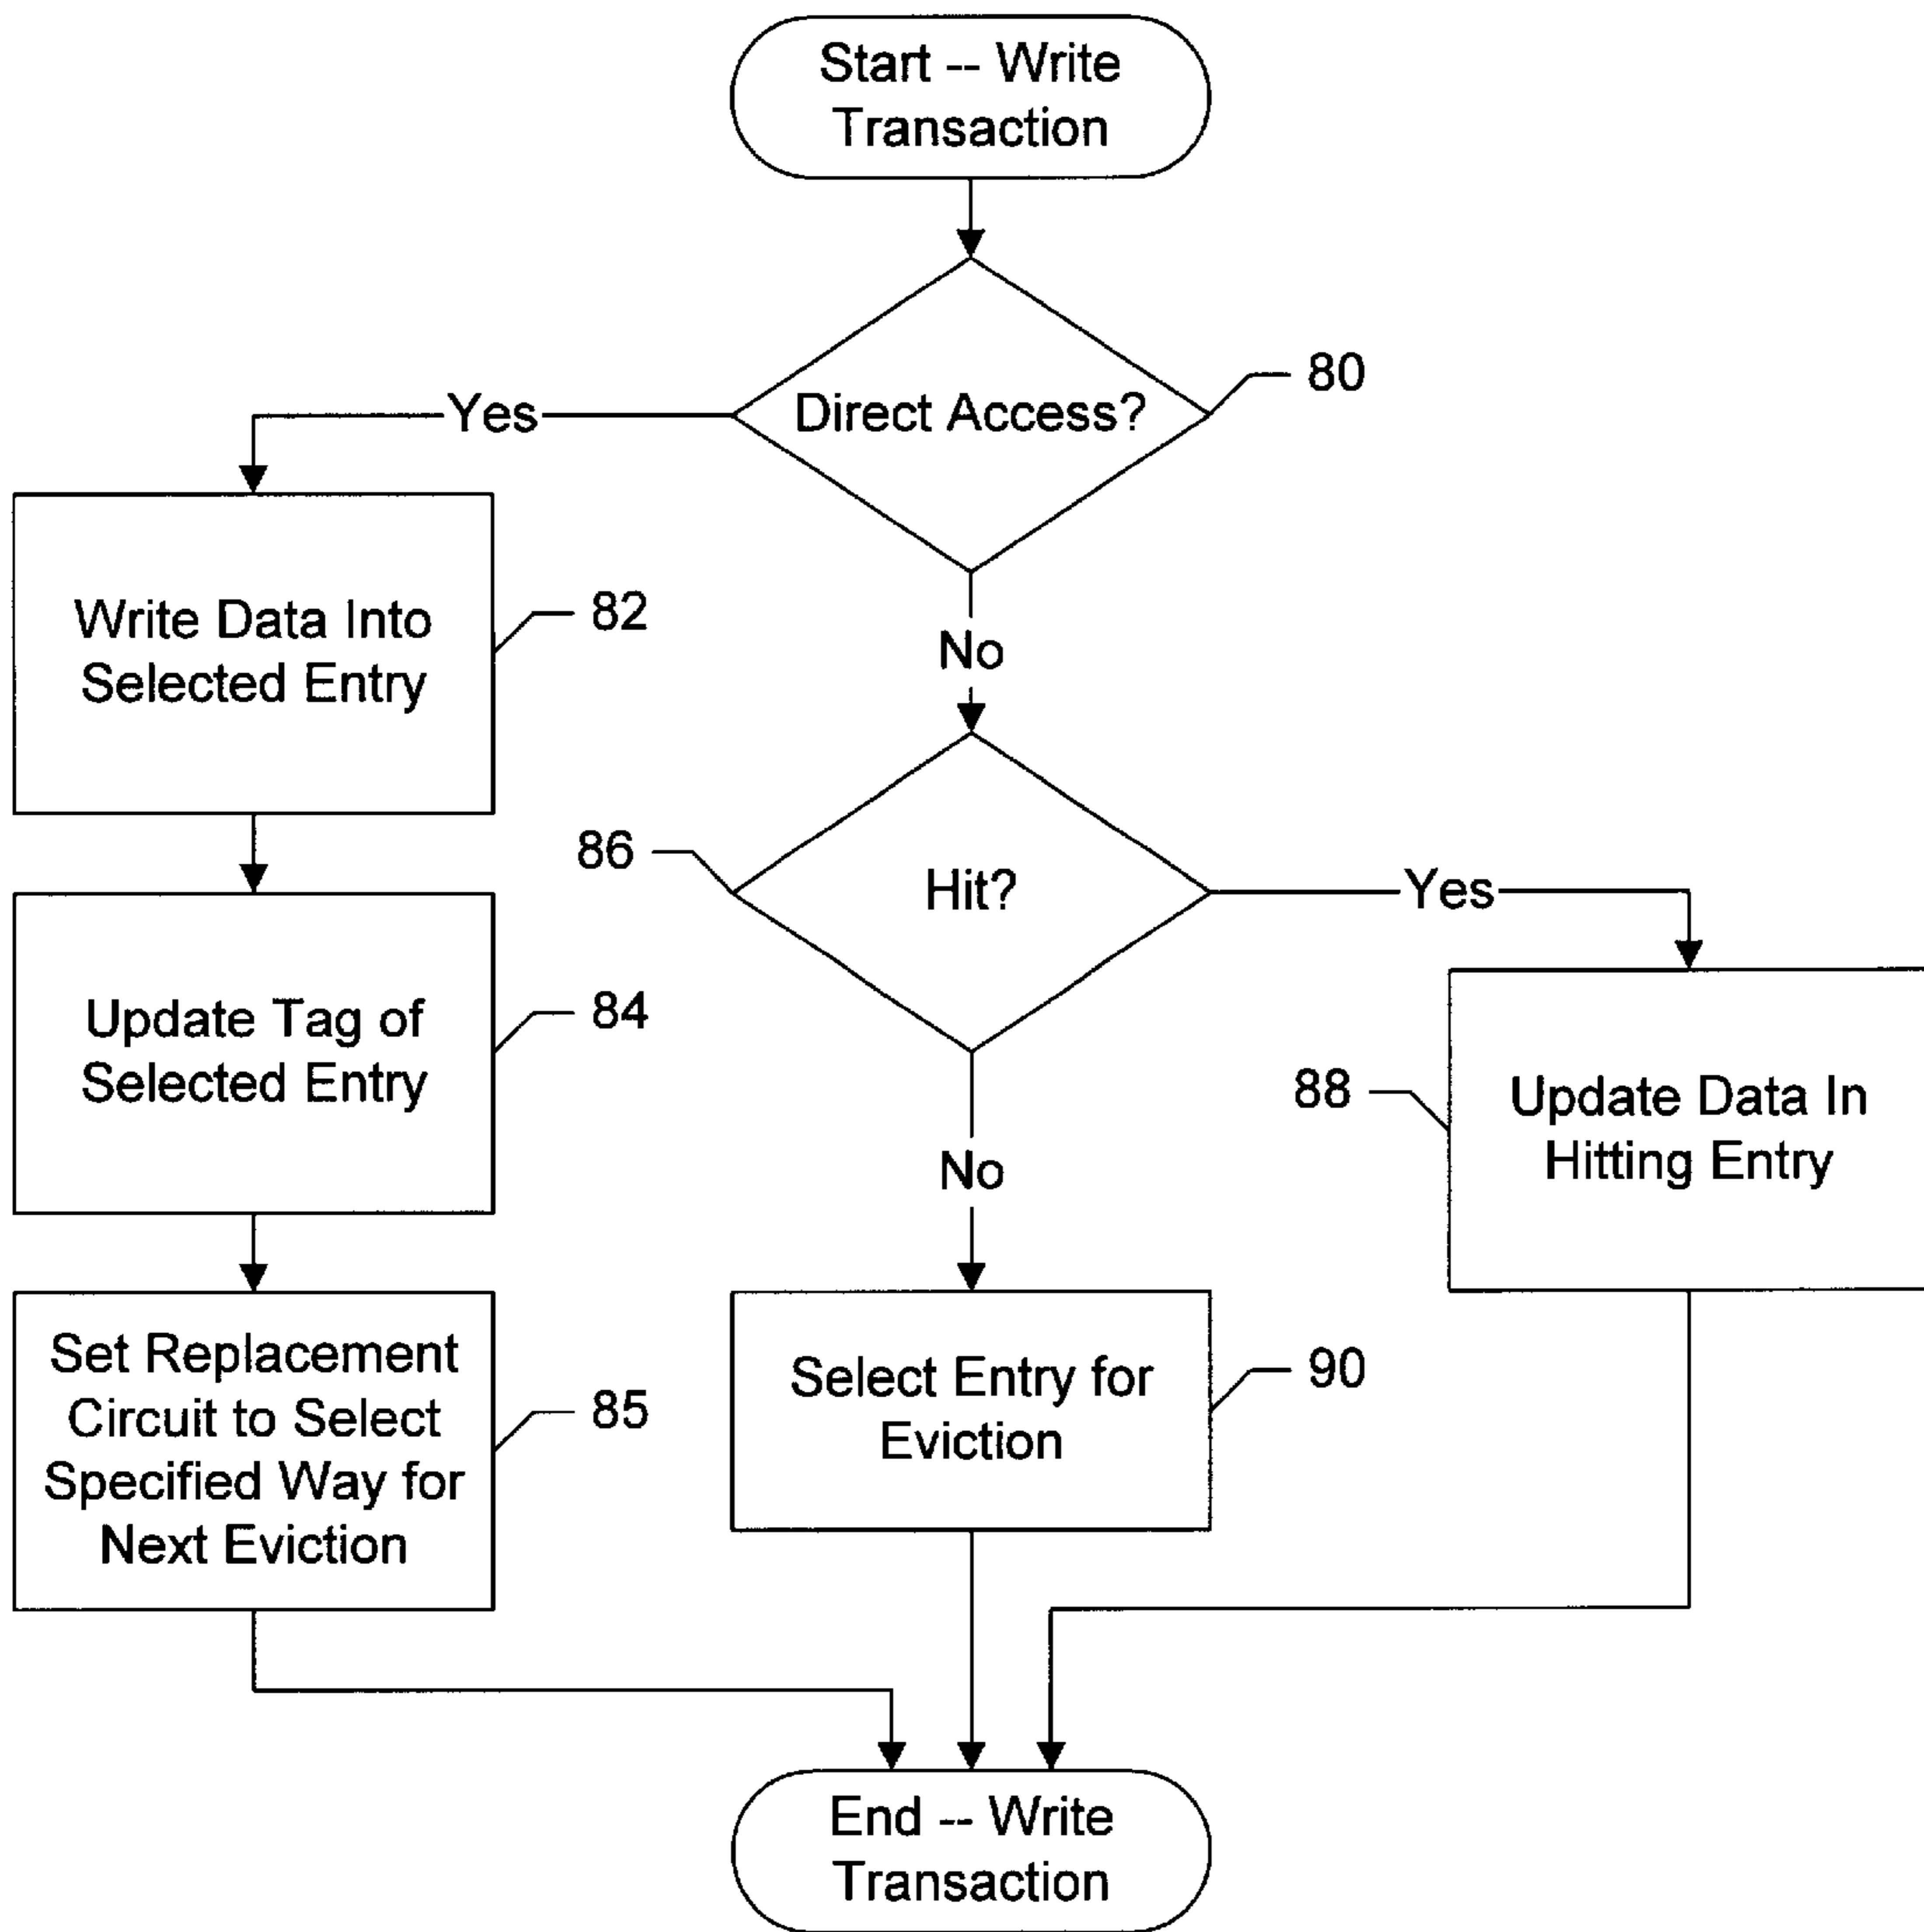 Start -- Write
Transaction
Direct Access?
80
Yes
No
Write Data Into
Selected Entry
82
86
Hit?
Yes
Update Tag of
Selected Entry
84
No
88
Update Data In
Hitting Entry
Set Replacement
Circuit to Select
Specified Way for
Next Eviction
85
Select Entry for
Eviction
90
End -- Write
Transaction